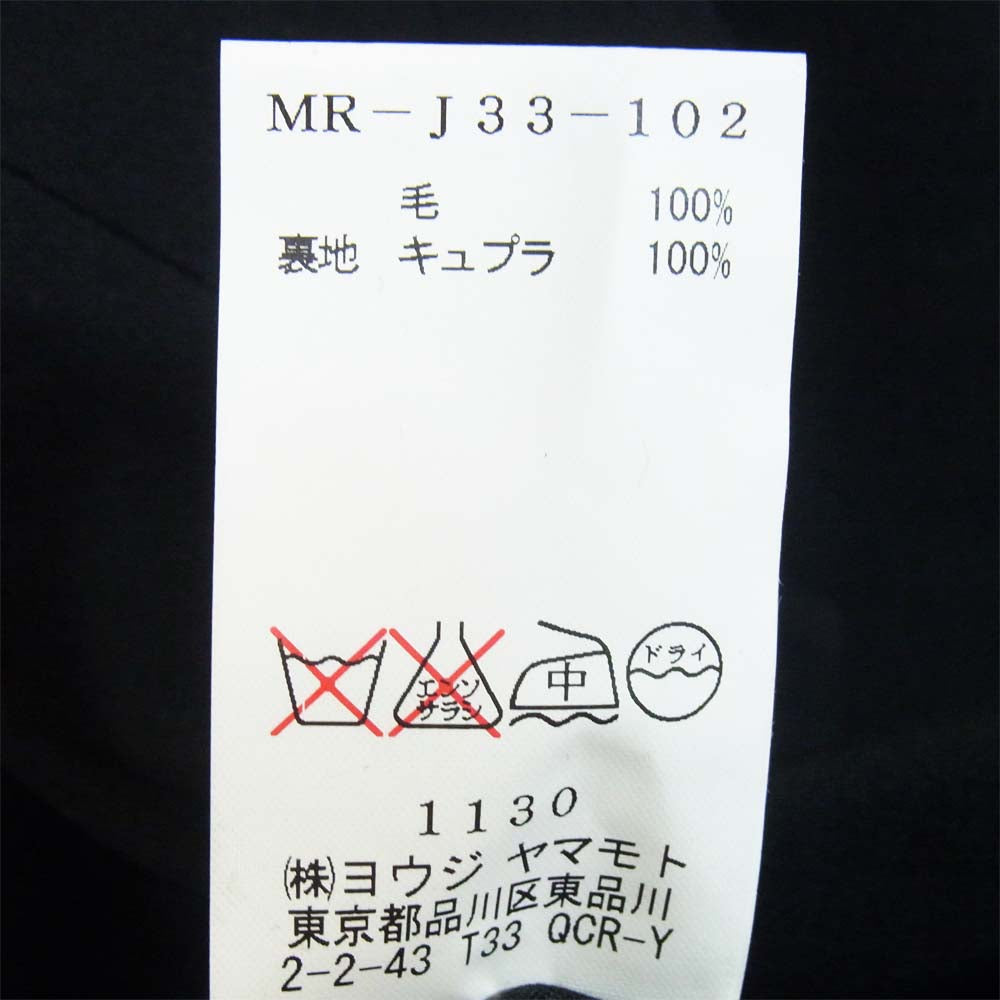 MR－J33－102
毛 100%
裏地 キュプラ 100%
エンソ
サラシ
中
ドライ
1130
㈱ヨウジ ヤマモト
東京都品川区東品川
2-2-43 T33 QCR-Y